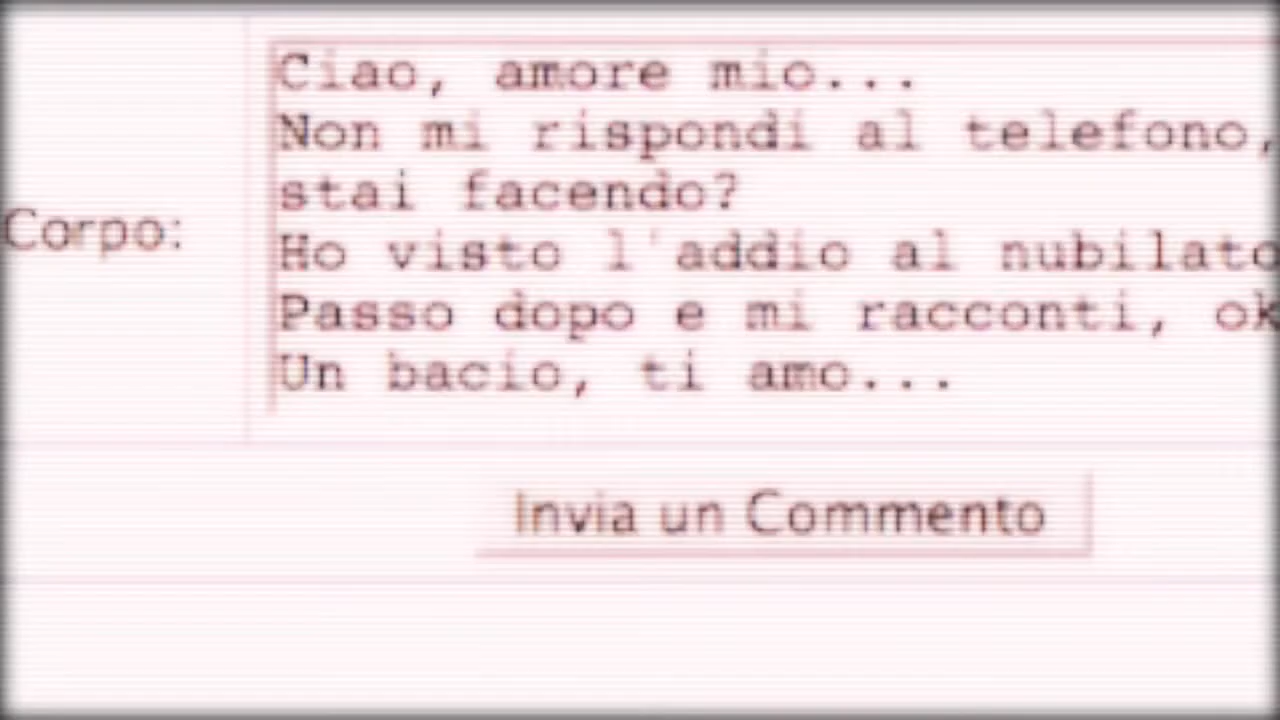 Ciao, amore mio...
Non mi rispondi al telefono,
stai facendo?
Corpo:
Ho visto l'addio al nubilato
Passo dopo e mi racconti, ok
Un bacio, ti amo...
Invia un Commento